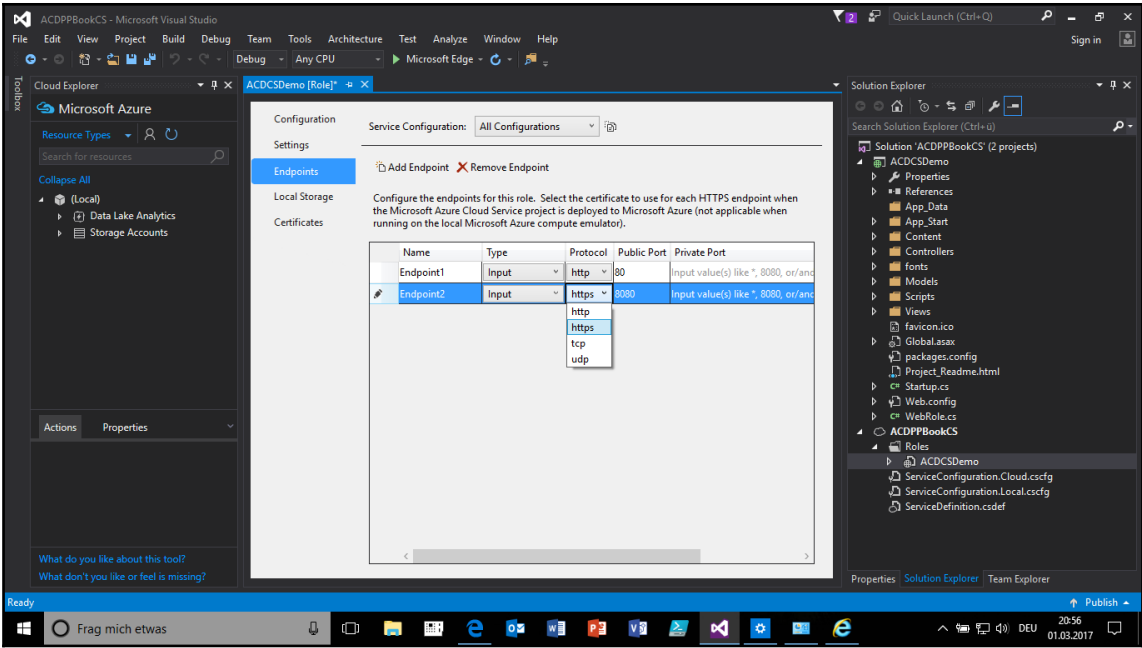 ACDPPBookCS - Microsoft Visual Studio
2
Quick Launch (Ctrl+Q)
File Edit View Project Build Debug Team Tools Architecture Test Analyze Window Help
Sign in
Debug Any CPU Microsoft Edge
Toolbox
Cloud Explorer
Microsoft Azure
Resource Types
Search for resources
Collapse All
(Local)
Data Lake Analytics
Storage Accounts
Actions Properties
What do you like about this tool?
What don't you like or feel is missing?
ACDCSDemo [Role]*
Configuration
Settings
Endpoints
Local Storage
Certificates
Service Configuration: All Configurations
Add Endpoint Remove Endpoint
Configure the endpoints for this role. Select the certificate to use for each HTTPS endpoint when
the Microsoft Azure Cloud Service project is deployed to Microsoft Azure (not applicable when
running on the local Microsoft Azure compute emulator).
Name Type Protocol Public Port Private Port
Endpoint1 Input http 80 Input value(s) like *, 8080, or/and
Endpoint2 Input https 8080 Input value(s) like *, 8080, or/and
http
https
tcp
udp
Solution Explorer
Search Solution Explorer (Ctrl+ü)
Solution 'ACDPPBookCS' (2 projects)
ACDCSDemo
Properties
References
App_Data
App_Start
Content
Controllers
fonts
Models
Scripts
Views
favicon.ico
Global.asax
packages.config
Project_Readme.html
C# Startup.cs
Web.config
C# WebRole.cs
ACDPPBookCS
Roles
ACDCSDemo
ServiceConfiguration.Cloud.cscfg
ServiceConfiguration.Local.cscfg
ServiceDefinition.csdef
Properties Solution Explorer Team Explorer
Ready
Publish
Frag mich etwas
DEU
20:56
01.03.2017